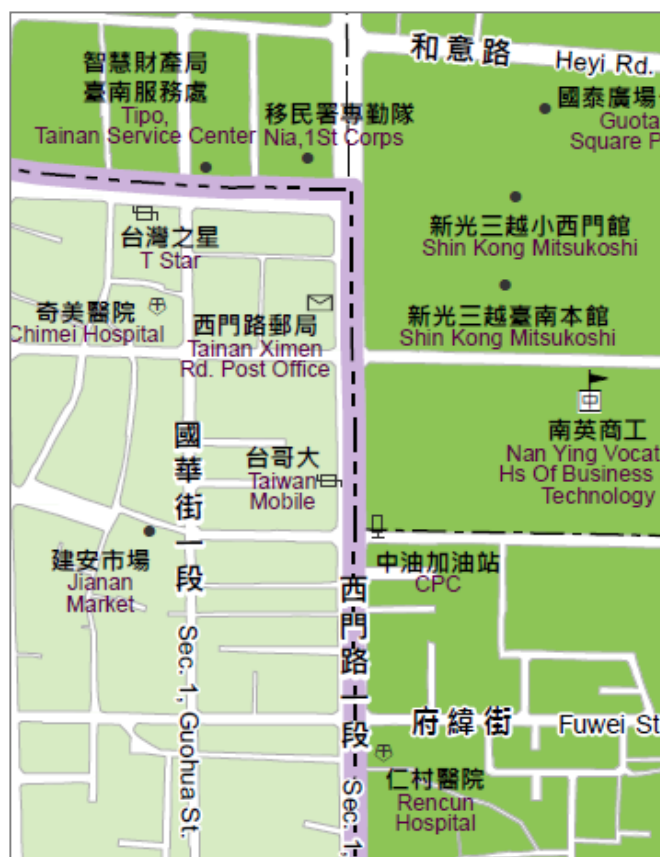 和意路
Heyi Rd.
智慧財產局
臺南服務處
Tipo,
Tainan Service Center
移民署專勤隊
Nia,1St Corps
國泰廣場
Guota
Square P
新光三越小西門館
Shin Kong Mitsukoshi
台灣之星
T Star
新光三越臺南本館
Shin Kong Mitsukoshi
奇美醫院
Chimei Hospital
西門路郵局
Tainan Ximen
Rd. Post Office
中
南英商工
Nan Ying Vocat
Hs Of Business
Technology
國華街一段
Sec. 1, Guohua St.
台哥大
Taiwan
Mobile
建安市場
Jianan
Market
中油加油站
CPC
西門路一段
Sec. 1,
府緯街
Fuwei St
仁村醫院
Rencun
Hospital